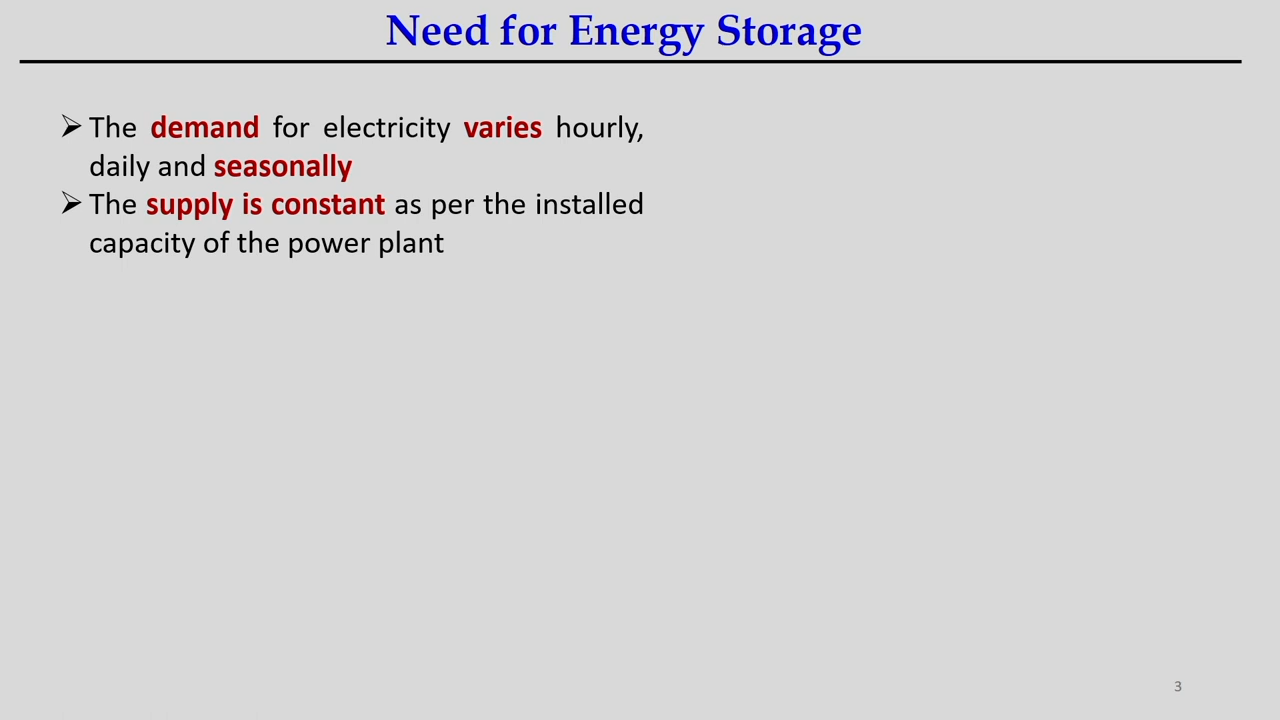 Need for Energy Storage
➢ The demand for electricity varies hourly,
daily and seasonally
➢ The supply is constant as per the installed
capacity of the power plant
3